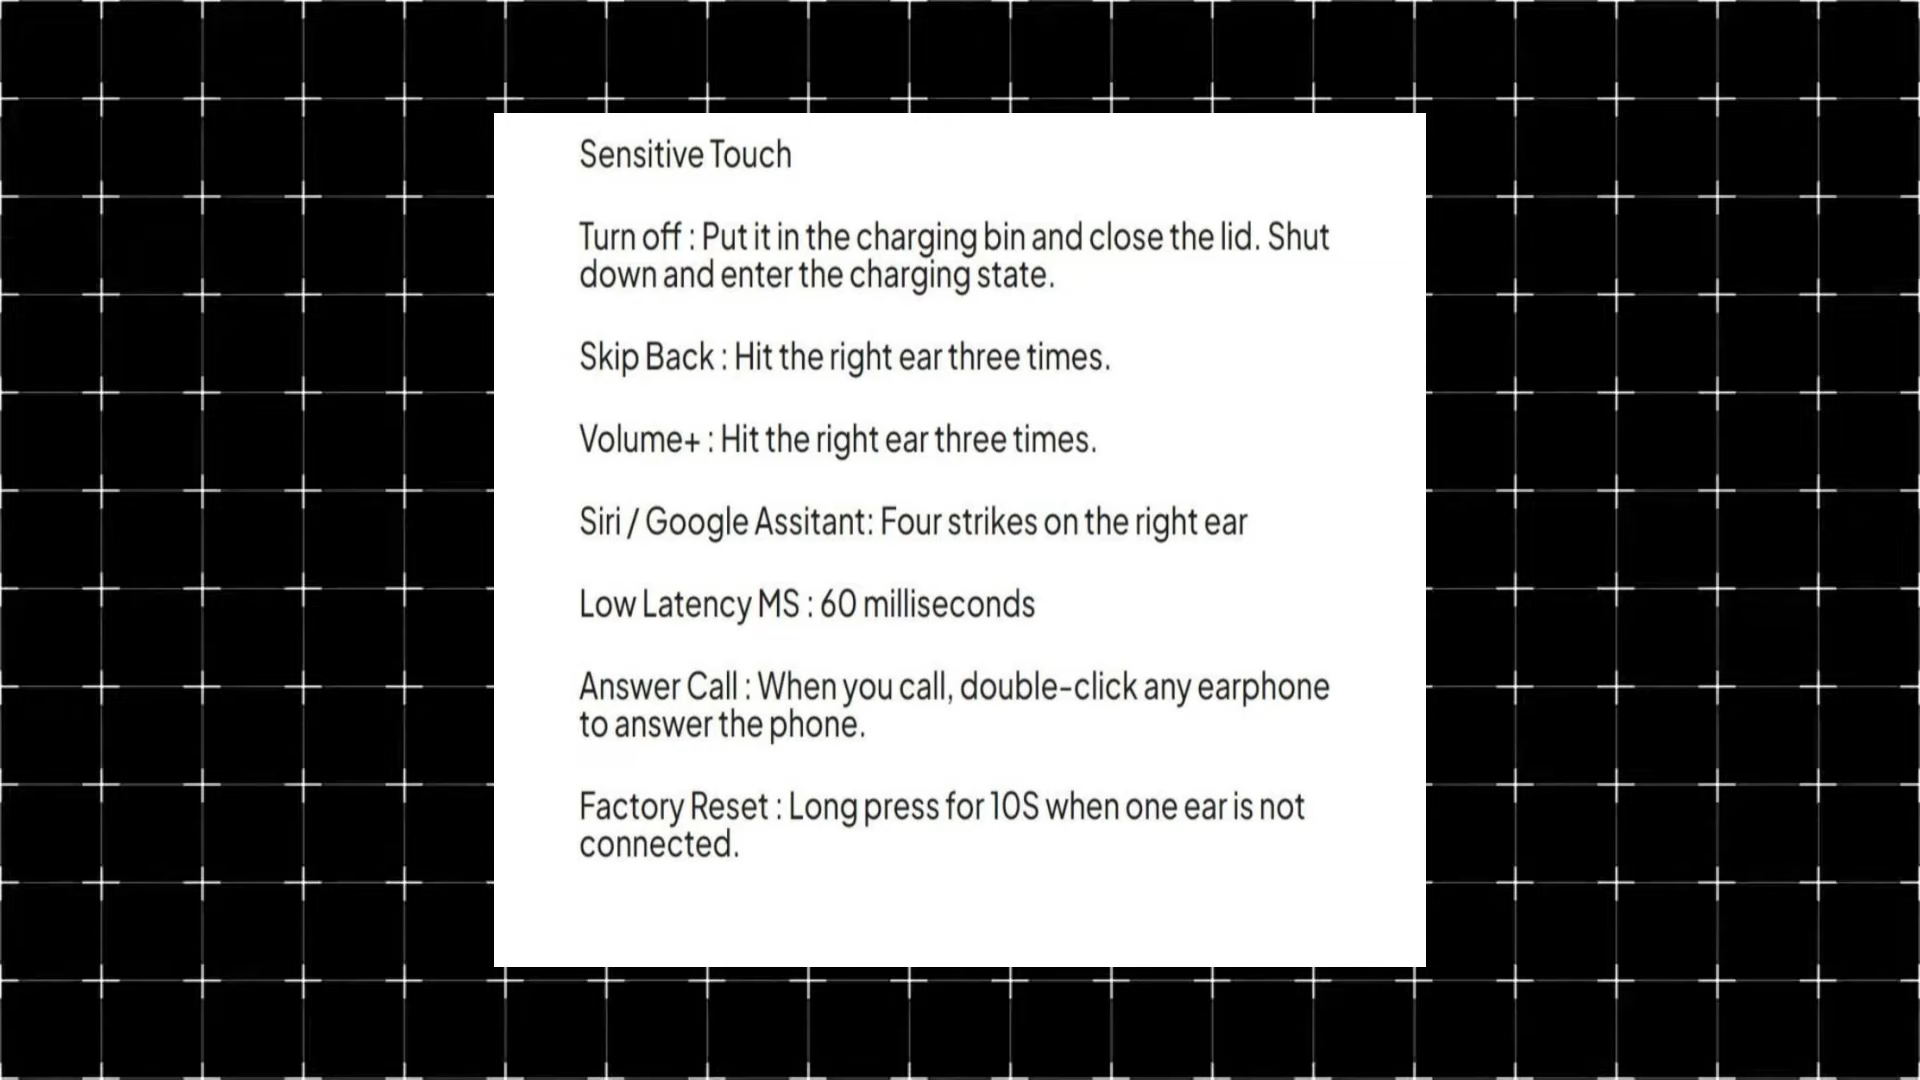 Sensitive Touch
Turn off : Put it in the charging bin and close the lid. Shut
down and enter the charging state.
Skip Back : Hit the right ear three times.
Volume+ : Hit the right ear three times.
Siri / Google Assitant: Four strikes on the right ear
Low Latency MS : 60 milliseconds
Answer Call : When you call, double-click any earphone
to answer the phone.
Factory Reset : Long press for 10S when one ear is not
connected.